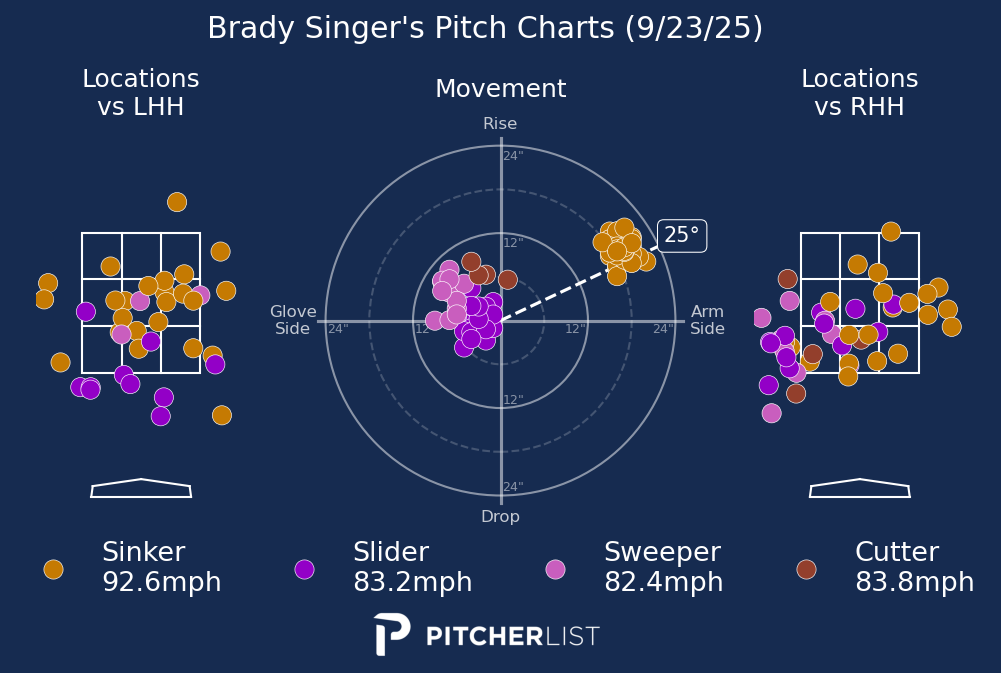 Brady Singer's Pitch Charts (9/23/25)
Locations
vs LHH
Movement
Locations
vs RHH
Rise
24"
12"
25°
Glove
Side
24"
12"
12"
24"
Arm
Side
12"
24"
Drop
Sinker
92.6mph
Slider
83.2mph
Sweeper
82.4mph
Cutter
83.8mph
PITCHERLIST